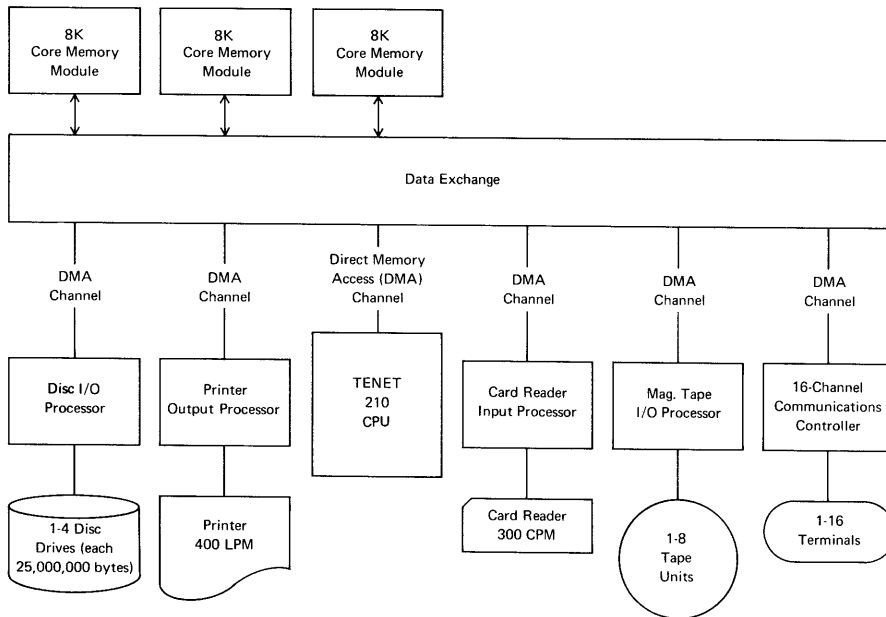 8K
Core Memory
Module
8K
Core Memory
Module
8K
Core Memory
Module
Data Exchange
DMA
Channel
DMA
Channel
Direct Memory
Access (DMA)
Channel
DMA
Channel
DMA
Channel
DMA
Channel
Disc I/O
Processor
Printer
Output Processor
TENET
210
CPU
Card Reader
Input Processor
Mag. Tape
I/O Processor
16-Channel
Communications
Controller
1-4 Disc
Drives (each
25,000,000 bytes)
Printer
400 LPM
Card Reader
300 CPM
1-8
Tape
Units
1-16
Terminals